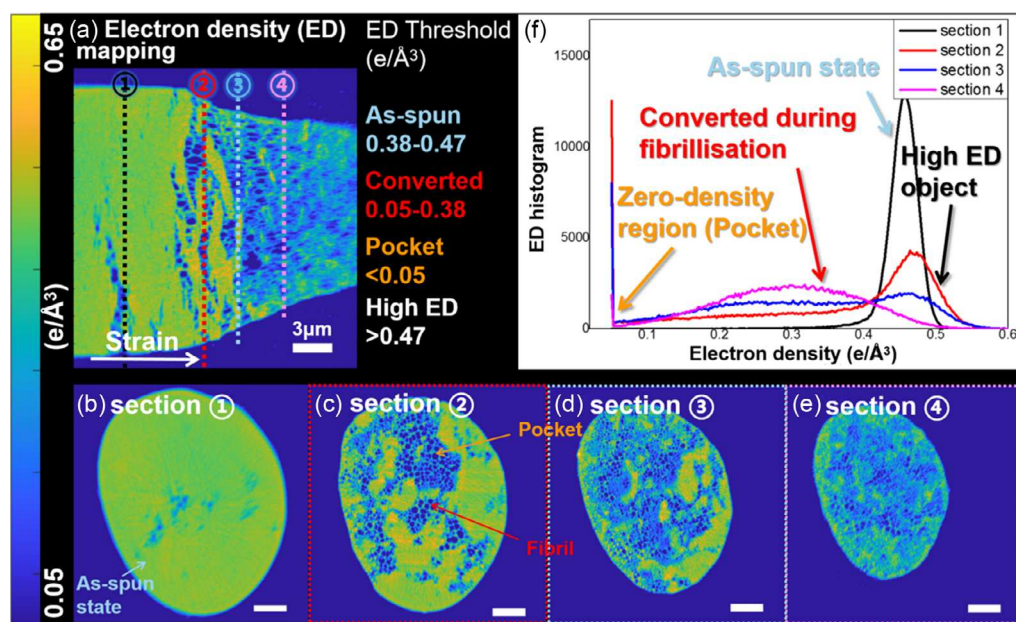 0.65
(e/Å³)
0.05
(a) Electron density (ED)
mapping
① ② ③ ④
Strain
3μm
ED Threshold
(e/Å³)
As-spun
0.38-0.47
Converted
0.05-0.38
Pocket
<0.05
High ED
>0.47
(f)
15000
10000
5000
0
ED histogram
0.1 0.2 0.3 0.4 0.5 0.6
Electron density (e/Å³)
section 1
section 2
section 3
section 4
As-spun state
Converted during
fibrillisation
High ED
object
Zero-density
region (Pocket)
(b) section ①
As-spun
state
(c) section ②
Pocket
Fibril
(d) section ③
(e) section ④